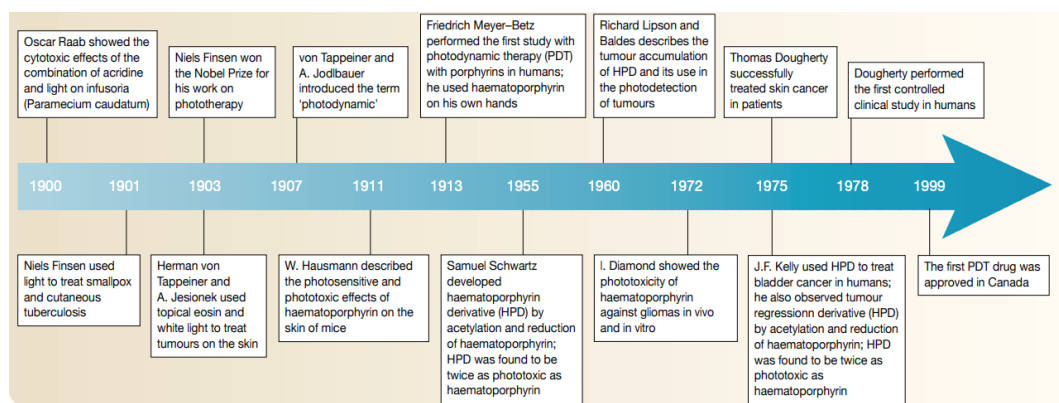 Oscar Raab showed the
cytotoxic effects of the
combination of acridine
and light on infusoria
(Paramecium caudatum)
Niels Finsen won
the Nobel Prize for
his work on
phototherapy
von Tappeiner and
A. Jodlbauer
introduced the term
'photodynamic'
Friedrich Meyer–Betz
performed the first study with
photodynamic therapy (PDT)
with porphyrins in humans;
he used haematoporphyrin
on his own hands
Richard Lipson and
Baldes describes the
tumour accumulation
of HPD and its use in
the photodetection
of tumours
Thomas Dougherty
successfully
treated skin cancer
in patients
Dougherty performed
the first controlled
clinical study in humans
1900 1901 1903 1907 1911 1913 1955 1960 1972 1975 1978 1999
Niels Finsen used
light to treat smallpox
and cutaneous
tuberculosis
Herman von
Tappeiner and
A. Jesionek used
topical eosin and
white light to treat
tumours on the skin
W. Hausmann described
the photosensitive and
phototoxic effects of
haematoporphyrin on the
skin of mice
Samuel Schwartz
developed
haematoporphyrin
derivative (HPD) by
acetylation and reduction
of haematoporphyrin;
HPD was found to be
twice as phototoxic as
haematoporphyrin
I. Diamond showed the
phototoxicity of
haematoporphyrin
against gliomas in vivo
and in vitro
J.F. Kelly used HPD to treat
bladder cancer in humans;
he also observed tumour
regressionn derivative (HPD)
by acetylation and reduction
of haematoporphyrin; HPD
was found to be twice as
phototoxic as
haematoporphyrin
The first PDT drug was
approved in Canada